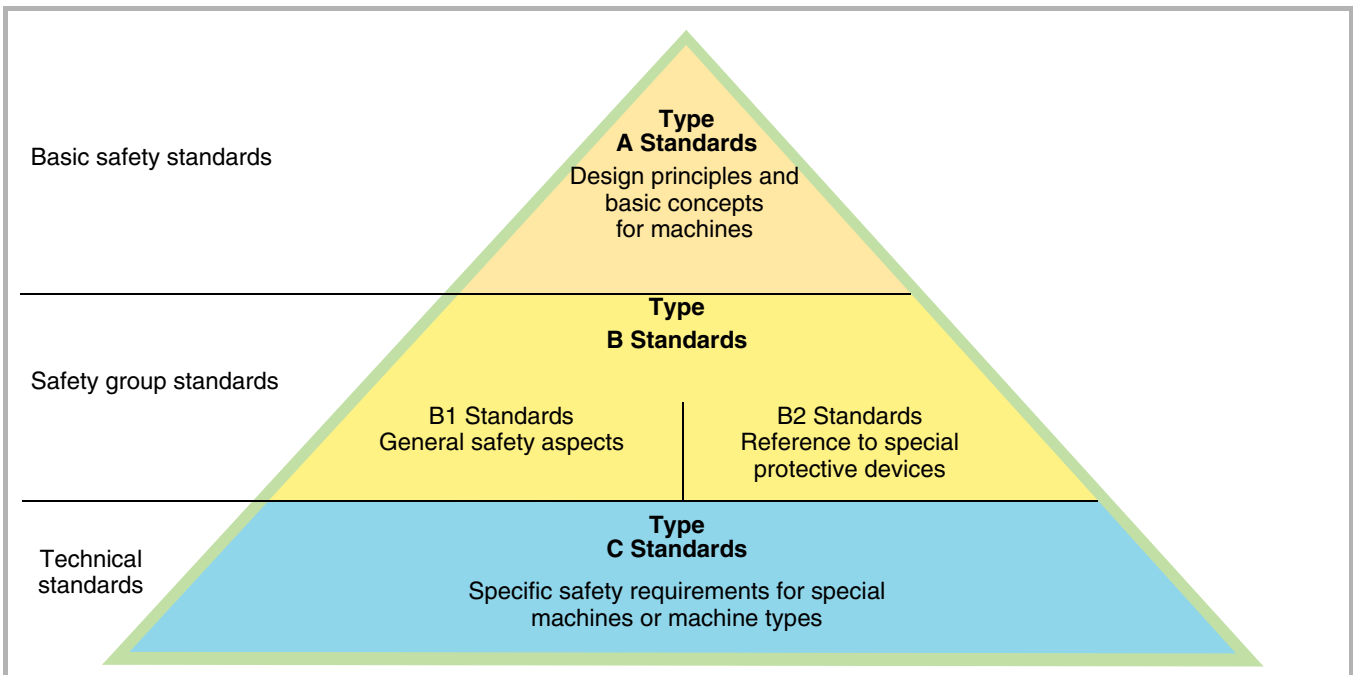 Basic safety standards
Type
A Standards
Design principles and
basic concepts
for machines
Safety group standards
Type
B Standards
B1 Standards
General safety aspects
B2 Standards
Reference to special
protective devices
Technical
standards
Type
C Standards
Specific safety requirements for special
machines or machine types